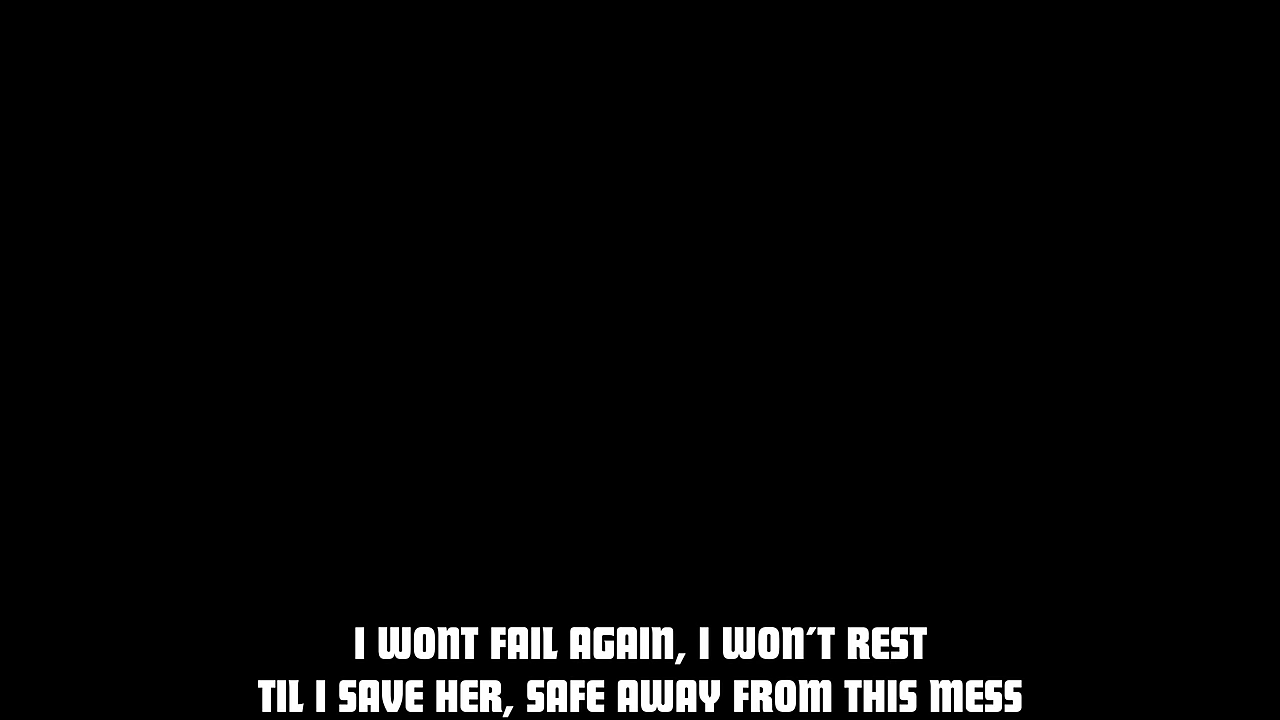 I WONT FAIL AGAIN, I WON'T REST
TIL I SAVE HER, SAFE AWAY FROM THIS MESS